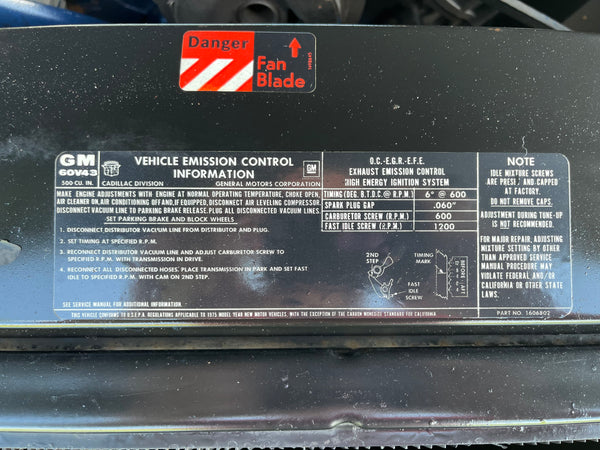 Danger
Fan
Blade
GM
60V43
500 CU. IN.
CADILLAC DIVISION
VEHICLE EMISSION CONTROL
INFORMATION
GM
GENERAL MOTORS CORPORATION
MAKE ENGINE ADJUSTMENTS WITH ENGINE AT NORMAL OPERATING TEMPERATURE, CHOKE OPEN,
AIR CLEANER ON, AIR CONDITIONING OFF AND, IF EQUIPPED, DISCONNECT AIR LEVELING COMPRESSOR.
DISCONNECT VACUUM LINE TO PARKING BRAKE RELEASE. PLUG ALL DISCONNECTED VACUUM LINES.
SET PARKING BRAKE AND BLOCK WHEELS
1. DISCONNECT DISTRIBUTOR VACUUM LINE FROM DISTRIBUTOR AND PLUG.
2. SET TIMING AT SPECIFIED R.P.M.
3. RECONNECT DISTRIBUTOR VACUUM LINE AND ADJUST CARBURETOR SCREW TO
SPECIFIED R.P.M. WITH TRANSMISSION IN DRIVE.
4. RECONNECT ALL DISCONNECTED HOSES. PLACE TRANSMISSION IN PARK AND SET FAST
IDLE TO SPECIFIED R.P.M. WITH CAM ON 2ND STEP.
SEE SERVICE MANUAL FOR ADDITIONAL INFORMATION.
O.C.-E.G.R.-E.F.E.
EXHAUST EMISSION CONTROL
HIGH ENERGY IGNITION SYSTEM
TIMING (DEG. B.T.D.C. @ R.P.M.) 6° @ 600
SPARK PLUG GAP .060"
CARBURETOR SCREW (R.P.M.) 600
FAST IDLE SCREW (R.P.M.) 1200
2ND
STEP
TIMING
MARK
FAST
IDLE
SCREW
BEFORE
AFT
NOTE
IDLE MIXTURE SCREWS
ARE PRESET AND CAPPED
AT FACTORY.
DO NOT REMOVE CAPS.
ADJUSTMENT DURING TUNE-UP
IS NOT RECOMMENDED.
FOR MAJOR REPAIR, ADJUSTING
MIXTURE SETTING BY OTHER
THAN APPROVED SERVICE
MANUAL PROCEDURE MAY
VIOLATE FEDERAL AND/OR
CALIFORNIA OR OTHER STATE
LAWS.
PART NO. 1606802
THIS VEHICLE CONFORMS TO U.S.E.P.A. REGULATIONS APPLICABLE TO 1975 MODEL YEAR NEW MOTOR VEHICLES. WITH THE EXCEPTION OF THE CARBON MONOXIDE STANDARD FOR CALIFORNIA.